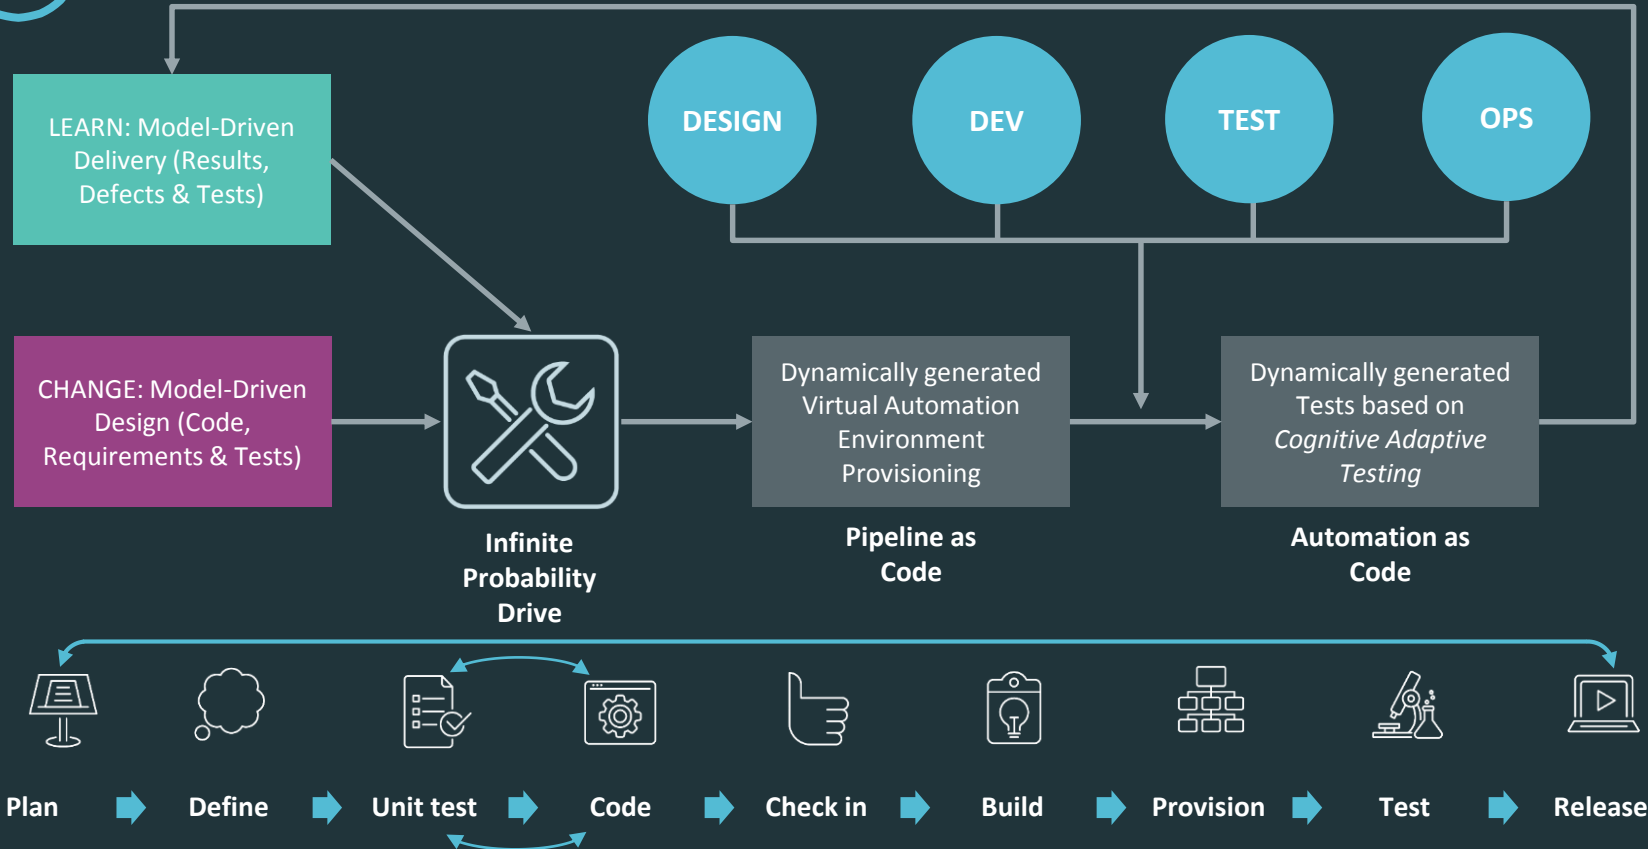 DESIGN
DEV
TEST
OPS
LEARN: Model-Driven
Delivery (Results,
Defects & Tests)
CHANGE: Model-Driven
Design (Code,
Requirements & Tests)
Dynamically generated
Virtual Automation
Environment
Provisioning
Dynamically generated
Tests based on
Cognitive Adaptive
Testing
Infinite
Probability
Drive
Pipeline as
Code
Automation as
Code
Plan
Define
Unit test
Code
Check in
Build
Provision
Test
Release